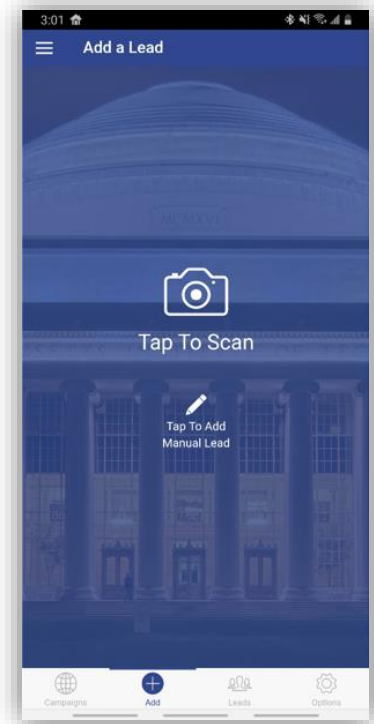 3:01
Add a Lead
MCMXVI
Tap To Scan
Tap To Add
Manual Lead
Campaigns
Add
Leads
Options